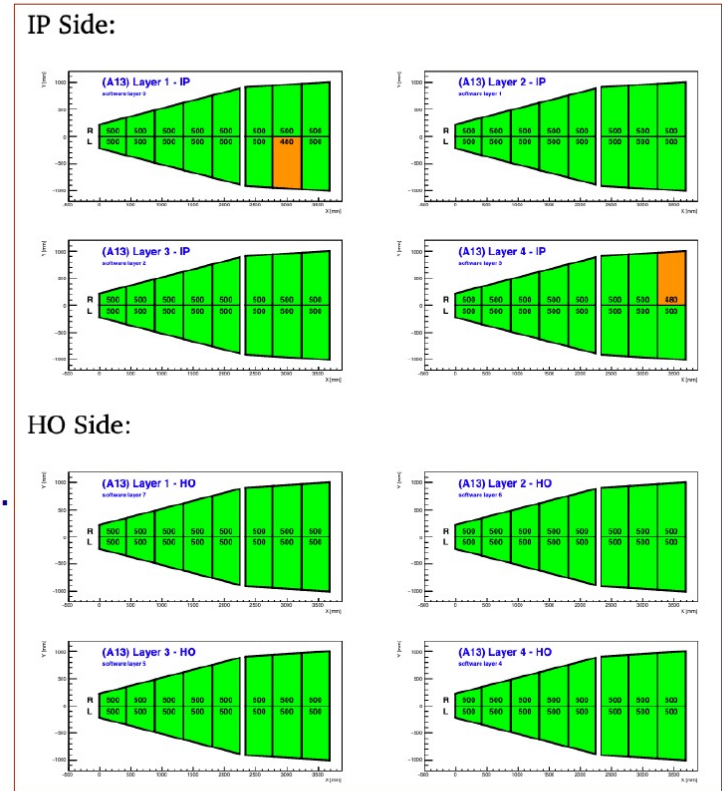 IP Side:
(A13) Layer 1 - IP
software layer 0
R 500 500 500 500 500 500 500 500
L 500 500 500 500 500 500 460 500
X [mm]
(A13) Layer 2 - IP
software layer 1
R 500 500 500 500 500 500 500 500
L 500 500 500 500 500 500 500 500
X [mm]
(A13) Layer 3 - IP
software layer 2
R 500 500 500 500 500 500 500 500
L 500 500 500 500 500 500 500 500
X [mm]
(A13) Layer 4 - IP
software layer 3
R 500 500 500 500 500 500 500 480
L 500 500 500 500 500 500 500 500
X [mm]
HO Side:
(A13) Layer 1 - HO
software layer 7
R 500 500 500 500 500 500 500 500
L 500 500 500 500 500 500 500 500
X [mm]
(A13) Layer 2 - HO
software layer 6
R 500 500 500 500 500 500 500 500
L 500 500 500 500 500 500 500 500
X [mm]
(A13) Layer 3 - HO
software layer 5
R 500 500 500 500 500 500 500 500
L 500 500 500 500 500 500 500 500
X [mm]
(A13) Layer 4 - HO
software layer 4
R 500 500 500 500 500 500 500 500
L 500 500 500 500 500 500 500 500
X [mm]